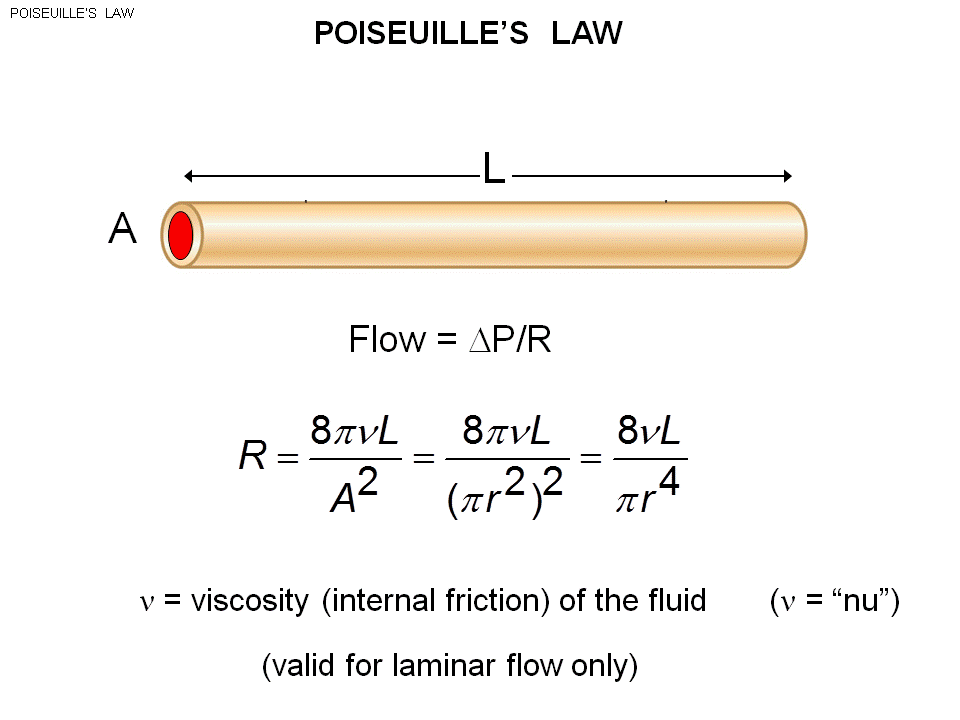 POISEUILLE'S LAW
POISEUILLE’S LAW
L
A
Flow = ΔP/R
R = 8πνL/A² = 8πνL/(πr²)² = 8νL/πr⁴
ν = viscosity (internal friction) of the fluid (ν = “nu”)
(valid for laminar flow only)